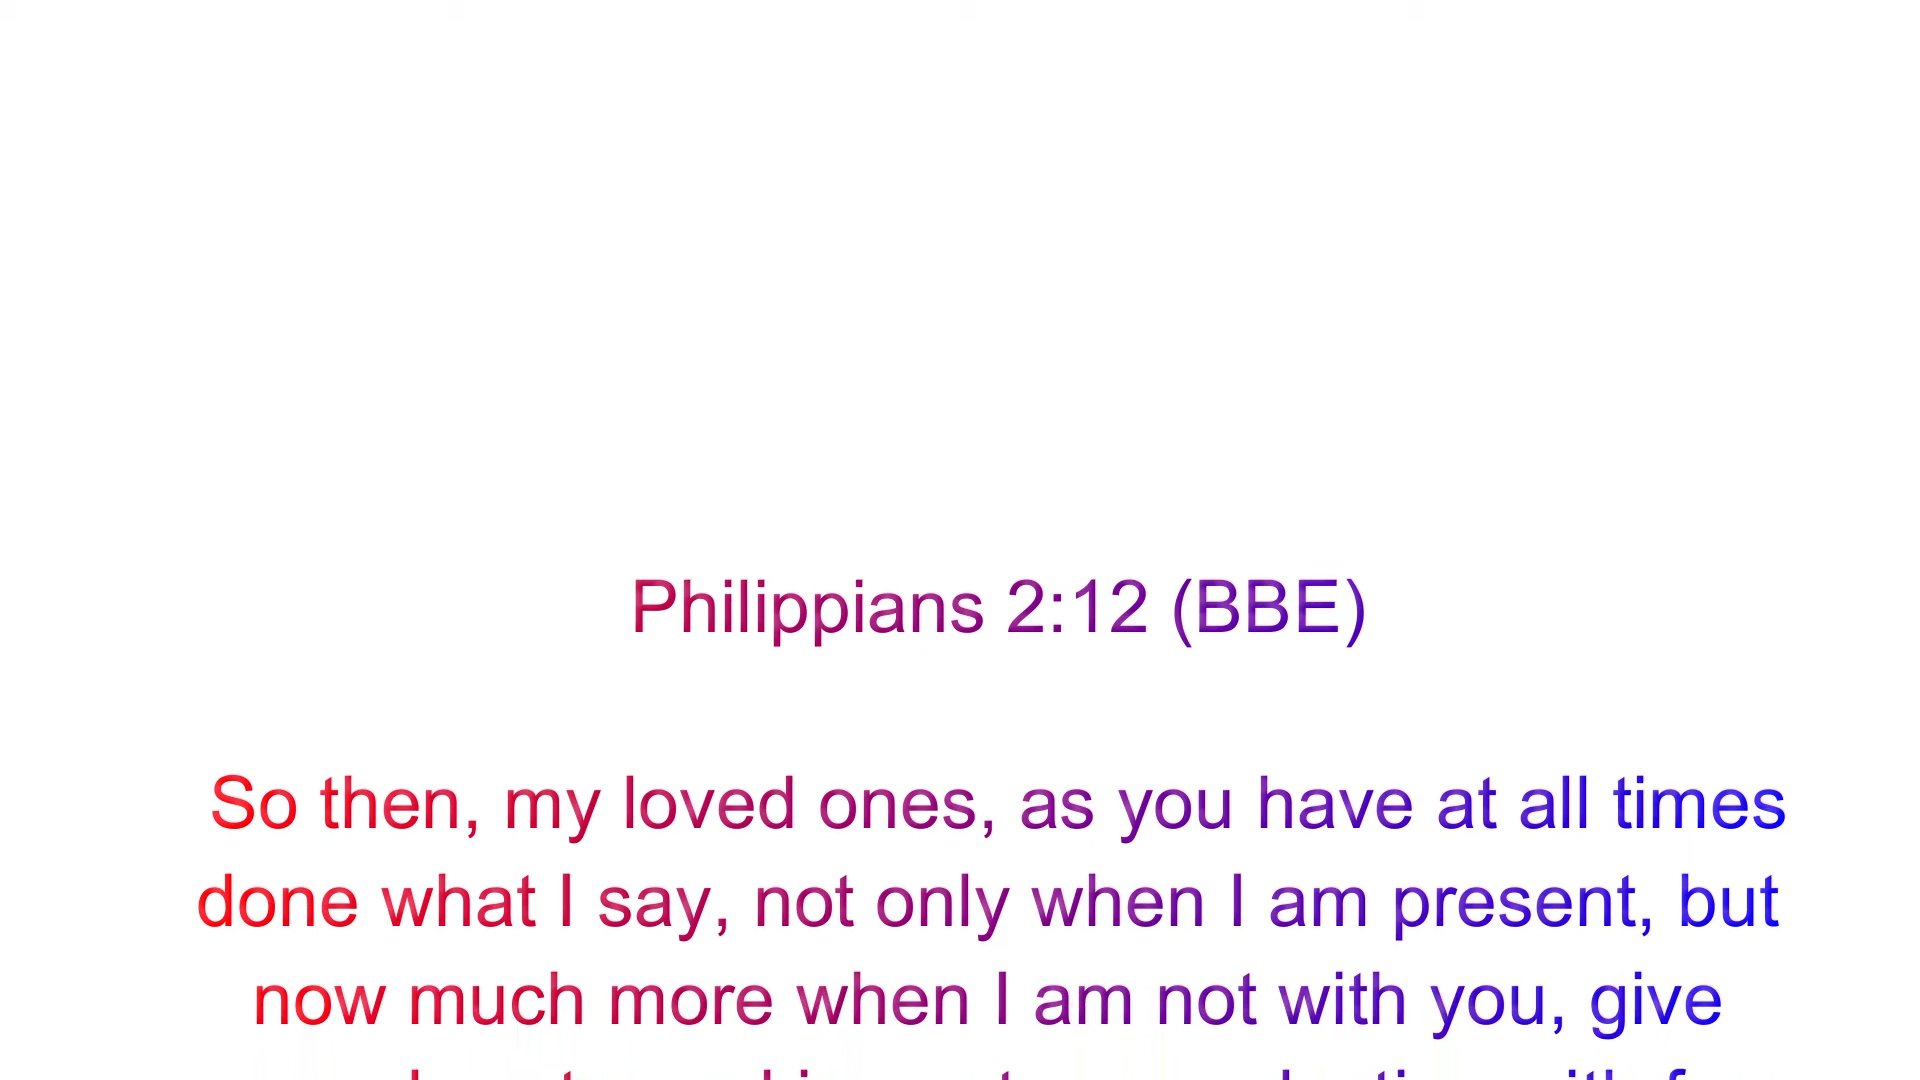 Philippians 2:12 (BBE)
So then, my loved ones, as you have at all times
done what I say, not only when I am present, but
now much more when I am not with you, give